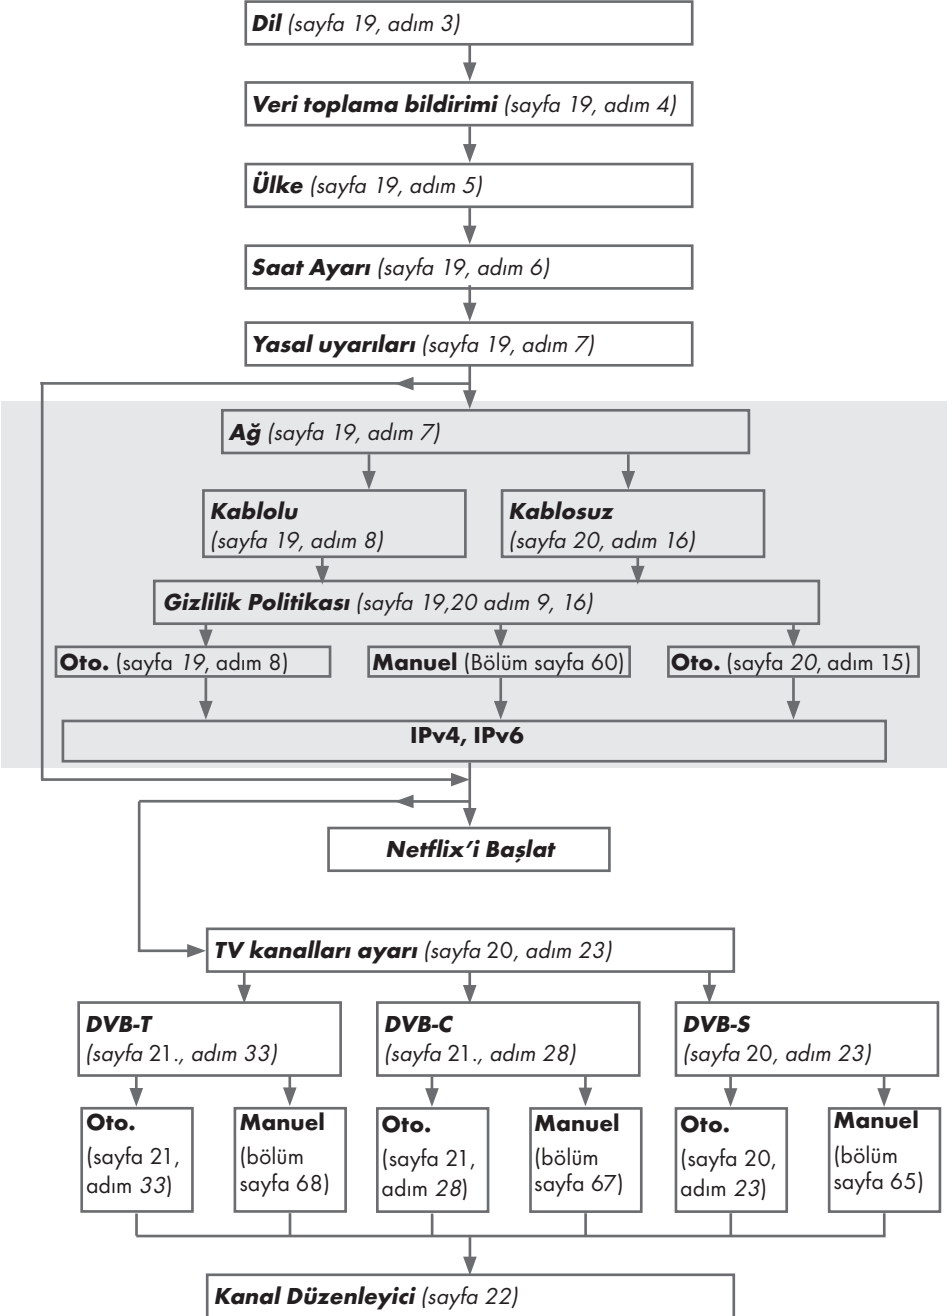 Dil (sayfa 19, adım 3)
Veri toplama bildirimi (sayfa 19, adım 4)
Ülke (sayfa 19, adım 5)
Saat Ayarı (sayfa 19, adım 6)
Yasal uyarıları (sayfa 19, adım 7)
Ağ (sayfa 19, adım 7)
Kablolu
(sayfa 19, adım 8)
Kablosuz
(sayfa 20, adım 16)
Gizlilik Politikası (sayfa 19,20 adım 9, 16)
Oto. (sayfa 19, adım 8)
Manuel (Bölüm sayfa 60)
Oto. (sayfa 20, adım 15)
IPv4, IPv6
Netflix’i Başlat
TV kanalları ayarı (sayfa 20, adım 23)
DVB-T
(sayfa 21., adım 33)
DVB-C
(sayfa 21., adım 28)
DVB-S
(sayfa 20, adım 23)
Oto.
(sayfa 21,
adım 33)
Manuel
(bölüm
sayfa 68)
Oto.
(sayfa 21,
adım 28)
Manuel
(bölüm
sayfa 67)
Oto.
(sayfa 20,
adım 23)
Manuel
(bölüm
sayfa 65)
Kanal Düzenleyici (sayfa 22)